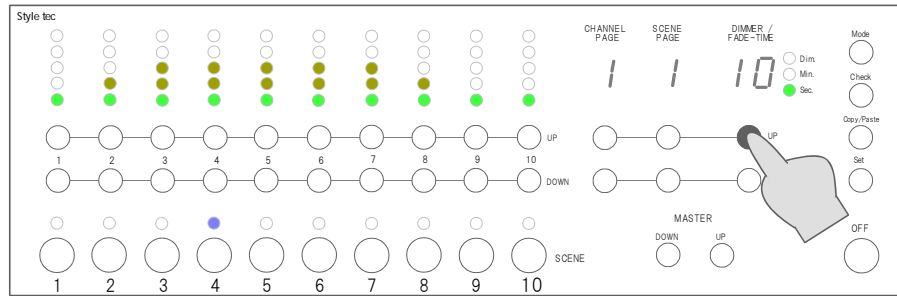 Style tec
CHANNEL PAGE
SCENE PAGE
DIMMER / FADE-TIME
Mode
1
1
10
Dim.
Min.
Sec.
Check
Copy/Paste
UP
UP
1 2 3 4 5 6 7 8 9 10
DOWN
Set
MASTER
DOWN UP
OFF
SCENE
1 2 3 4 5 6 7 8 9 10